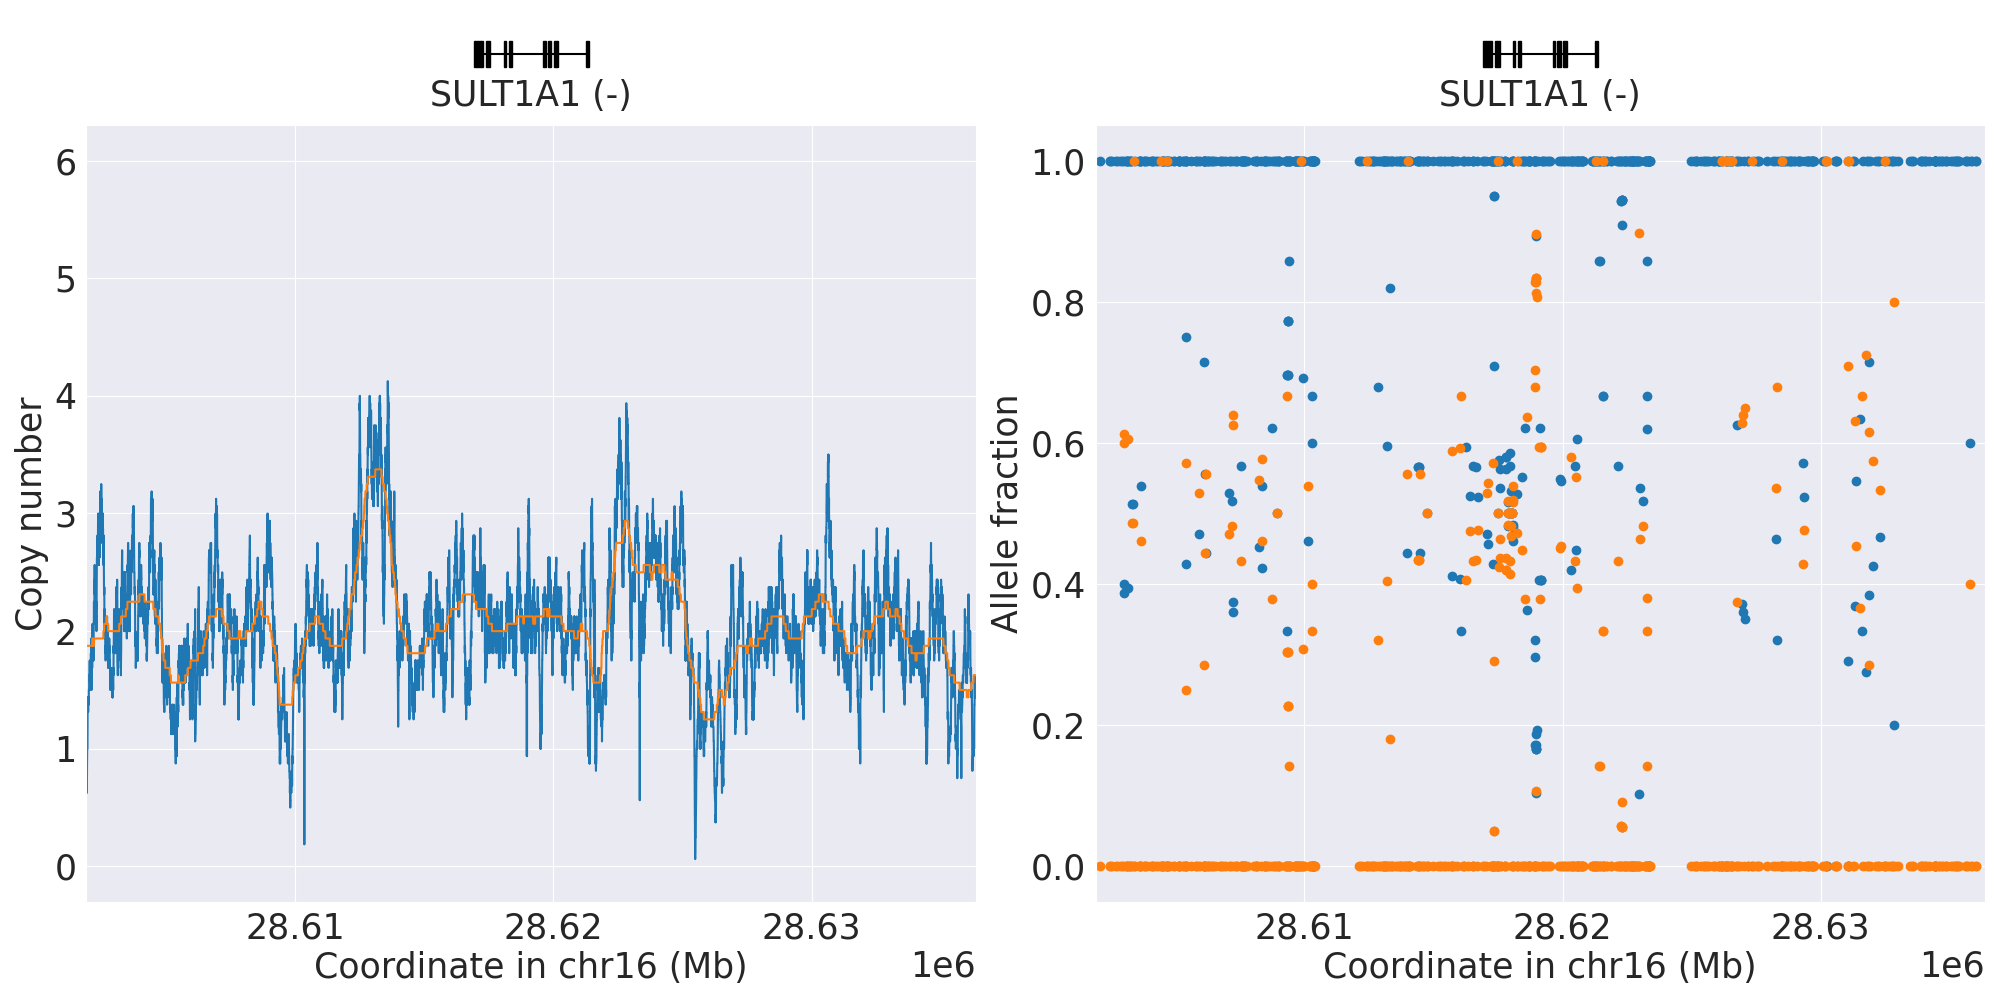 SULT1A1 (-)
6
5
4
3
2
1
0
Copy number
28.61
28.62
28.63
Coordinate in chr16 (Mb)
1e6
SULT1A1 (-)
1.0
0.8
0.6
0.4
0.2
0.0
Allele fraction
28.61
28.62
28.63
Coordinate in chr16 (Mb)
1e6